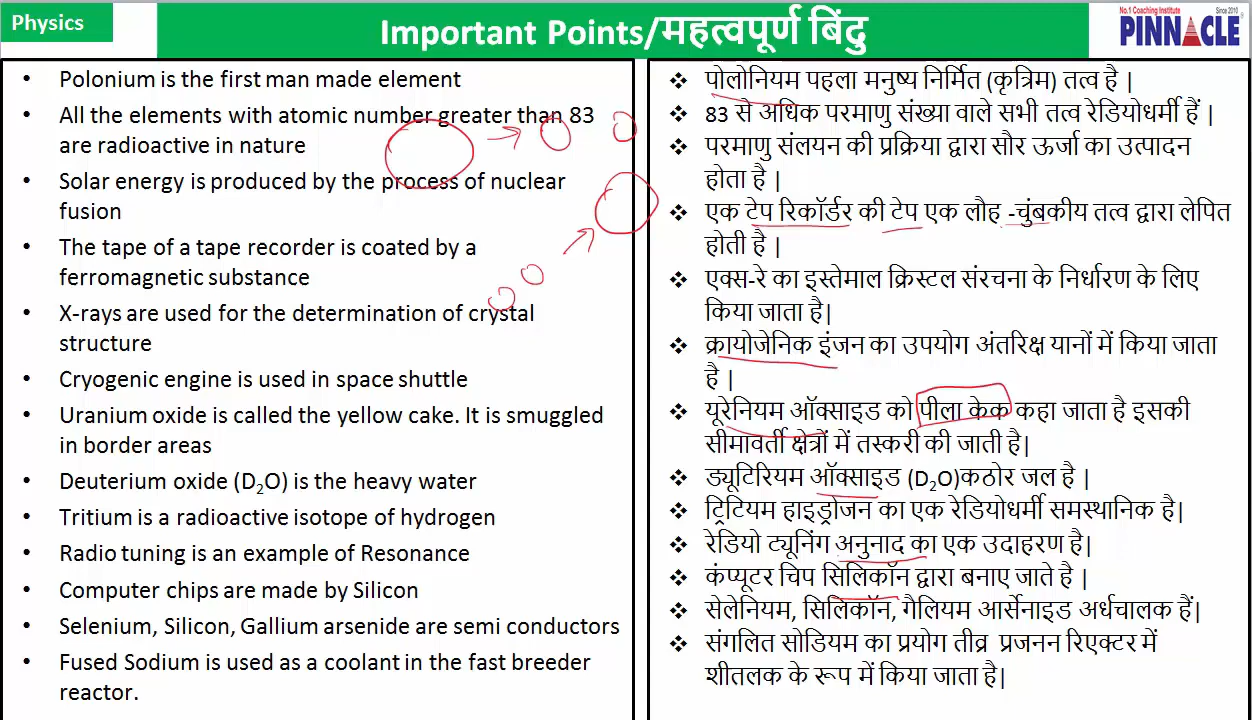 Physics
Important Points/महत्वपूर्ण बिंदु
No.1 Coaching Institute
Since 2010
PINNACLE
• Polonium is the first man made element
• All the elements with atomic number greater than 83
are radioactive in nature
• Solar energy is produced by the process of nuclear
fusion
• The tape of a tape recorder is coated by a
ferromagnetic substance
• X-rays are used for the determination of crystal
structure
• Cryogenic engine is used in space shuttle
• Uranium oxide is called the yellow cake. It is smuggled
in border areas
• Deuterium oxide (D₂O) is the heavy water
• Tritium is a radioactive isotope of hydrogen
• Radio tuning is an example of Resonance
• Computer chips are made by Silicon
• Selenium, Silicon, Gallium arsenide are semi conductors
• Fused Sodium is used as a coolant in the fast breeder
reactor.
❖ पोलोनियम पहला मनुष्य निर्मित (कृत्रिम) तत्व है |
❖ 83 से अधिक परमाणु संख्या वाले सभी तत्व रेडियोधर्मी हैं |
❖ परमाणु संलयन की प्रक्रिया द्वारा सौर ऊर्जा का उत्पादन
होता है |
❖ एक टेप रिकॉर्डर की टेप एक लौह -चुंबकीय तत्व द्वारा लेपित
होती है |
❖ एक्स-रे का इस्तेमाल क्रिस्टल संरचना के निर्धारण के लिए
किया जाता है|
❖ क्रायोजेनिक इंजन का उपयोग अंतरिक्ष यानों में किया जाता
है |
❖ यूरेनियम ऑक्साइड को पीला केक कहा जाता है इसकी
सीमावर्ती क्षेत्रों में तस्करी की जाती है|
❖ ड्यूटिरियम ऑक्साइड (D₂O)कठोर जल है |
❖ ट्रिटियम हाइड्रोजन का एक रेडियोधर्मी समस्थानिक है|
❖ रेडियो ट्यूनिंग अनुनाद का एक उदाहरण है|
❖ कंप्यूटर चिप सिलिकॉन द्वारा बनाए जाते है |
❖ सेलेनियम, सिलिकॉन, गैलियम आर्सेनाइड अर्धचालक हैं|
❖ संगलित सोडियम का प्रयोग तीव्र प्रजनन रिएक्टर में
शीतलक के रूप में किया जाता है|